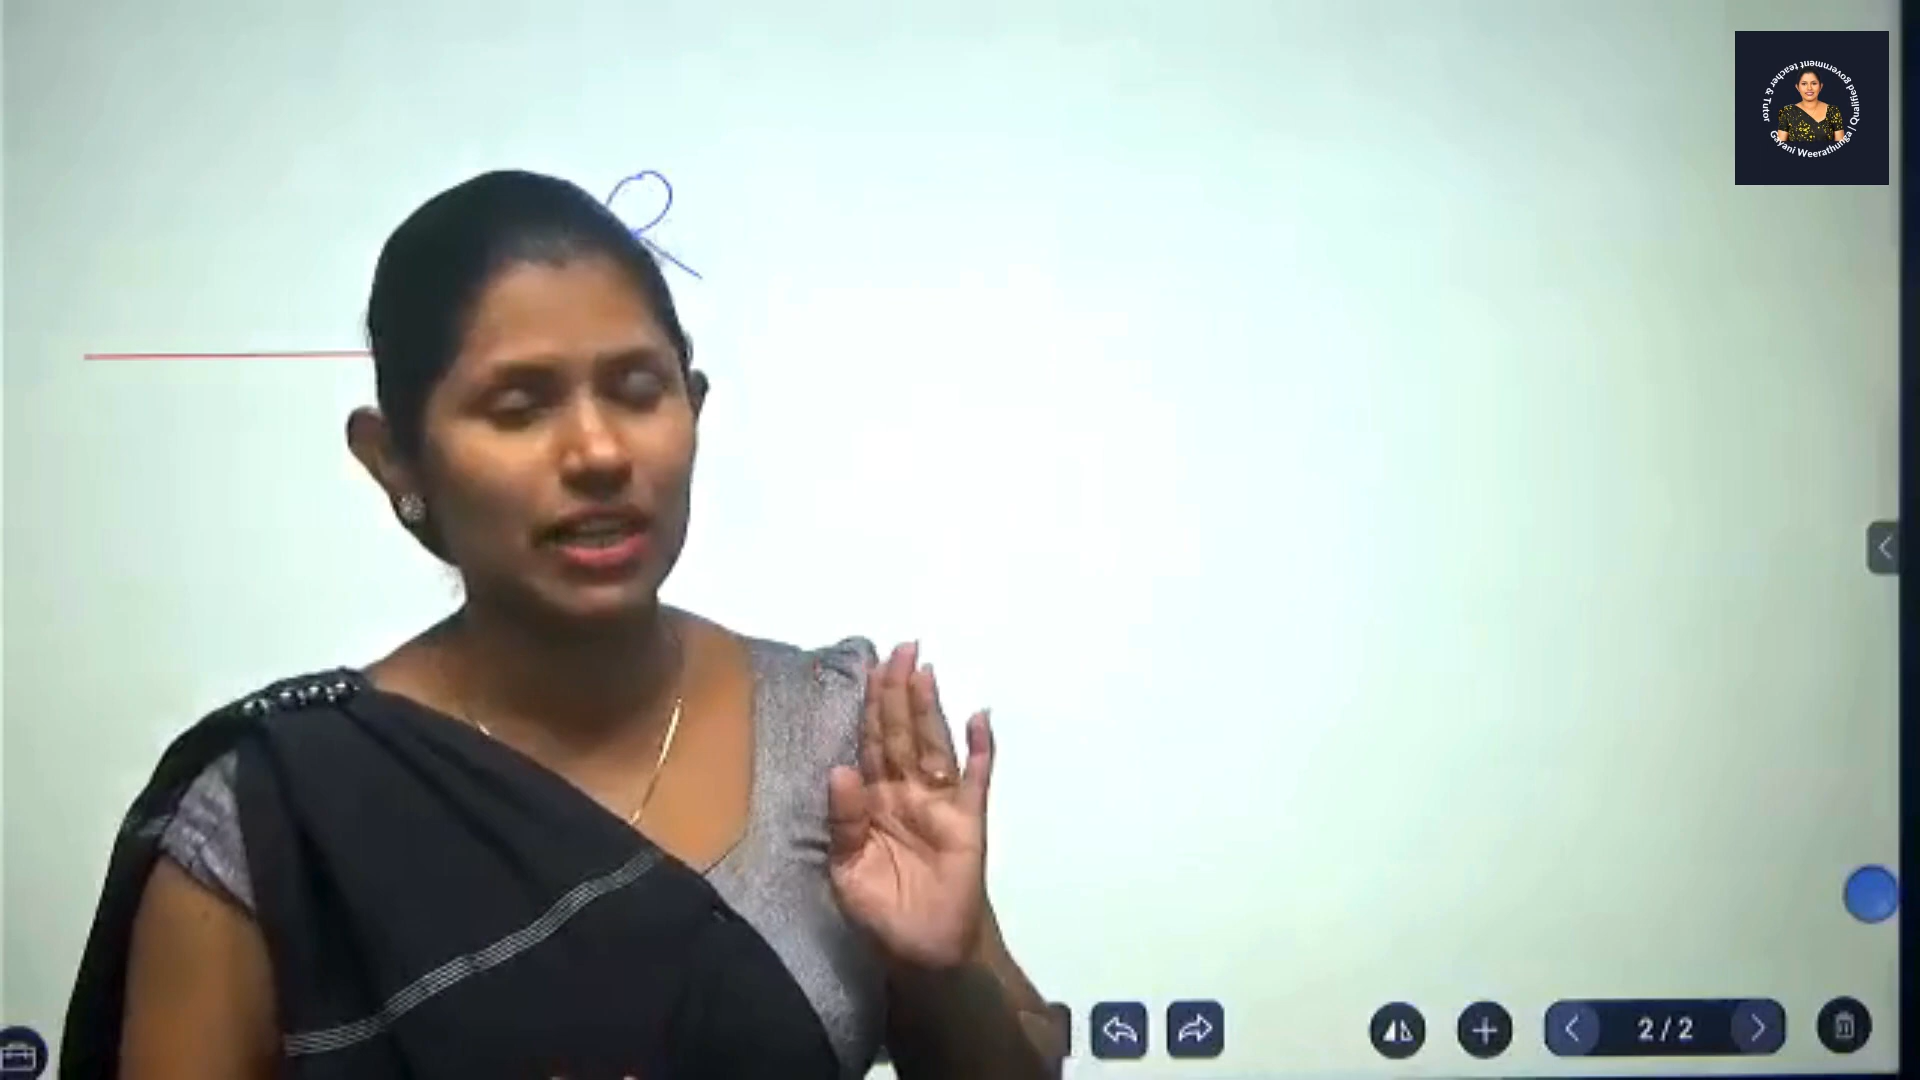 Gayani Weerathunga | Qualified government teacher & Tutor
2 / 2